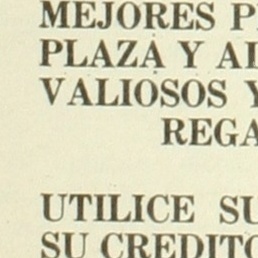 MEJORES
PLAZA Y
VALIOSOS Y
REGA
UTILICE SU
SU CREDITO